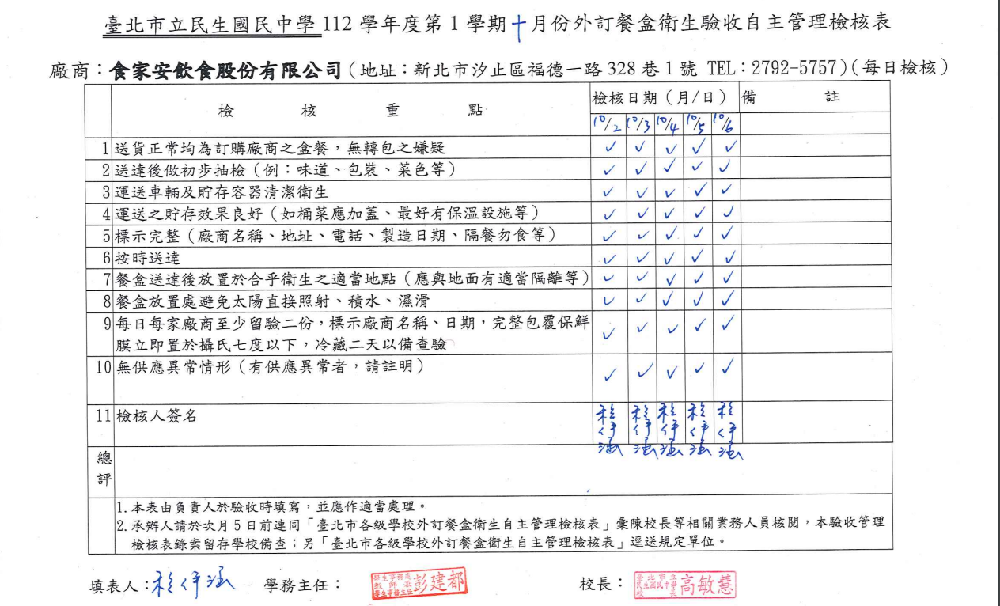 臺北市立民生國民中學 112 學年度第 1 學期十月份外訂餐盒衛生驗收自主管理檢核表
廠商：食家安飲食股份有限公司（地址：新北市汐止區福德一路 328 巷 1 號 TEL：2792-5757）（每日檢核）
檢 核 重 點 檢核日期（月/日） 備 註
10/2 10/3 10/4 10/5 10/6
1 送貨正常均為訂購廠商之盒餐，無轉包之嫌疑 ✓ ✓ ✓ ✓ ✓
2 送達後做初步抽檢（例：味道、包裝、菜色等） ✓ ✓ ✓ ✓ ✓
3 運送車輛及貯存容器清潔衛生 ✓ ✓ ✓ ✓ ✓
4 運送之貯存效果良好（如桶菜應加蓋、最好有保溫設施等） ✓ ✓ ✓ ✓ ✓
5 標示完整（廠商名稱、地址、電話、製造日期、隔餐勿食等） ✓ ✓ ✓ ✓ ✓
6 按時送達 ✓ ✓ ✓ ✓ ✓
7 餐盒送達後放置於合乎衛生之適當地點（應與地面有適當隔離等） ✓ ✓ ✓ ✓ ✓
8 餐盒放置處避免太陽直接照射、積水、濕滑 ✓ ✓ ✓ ✓ ✓
9 每日每家廠商至少留驗二份，標示廠商名稱、日期，完整包覆保鮮
膜立即置於攝氏七度以下，冷藏二天以備查驗 ✓ ✓ ✓ ✓ ✓
10 無供應異常情形（有供應異常者，請註明） ✓ ✓ ✓ ✓ ✓
11 檢核人簽名
總
評
1. 本表由負責人於驗收時填寫，並應作適當處理。
2. 承辦人請於次月 5 日前連同「臺北市各級學校外訂餐盒衛生自主管理檢核表」彙陳校長等相關業務人員核閱，本驗收管理
檢核表錄案留存學校備查；另「臺北市各級學校外訂餐盒衛生自主管理檢核表」逕送規定單位。
填表人： 學務主任： 學生事務處 教師兼 學生事務主任 彭建都 校長： 臺北市立 民生國民中學 校長 高敏慧